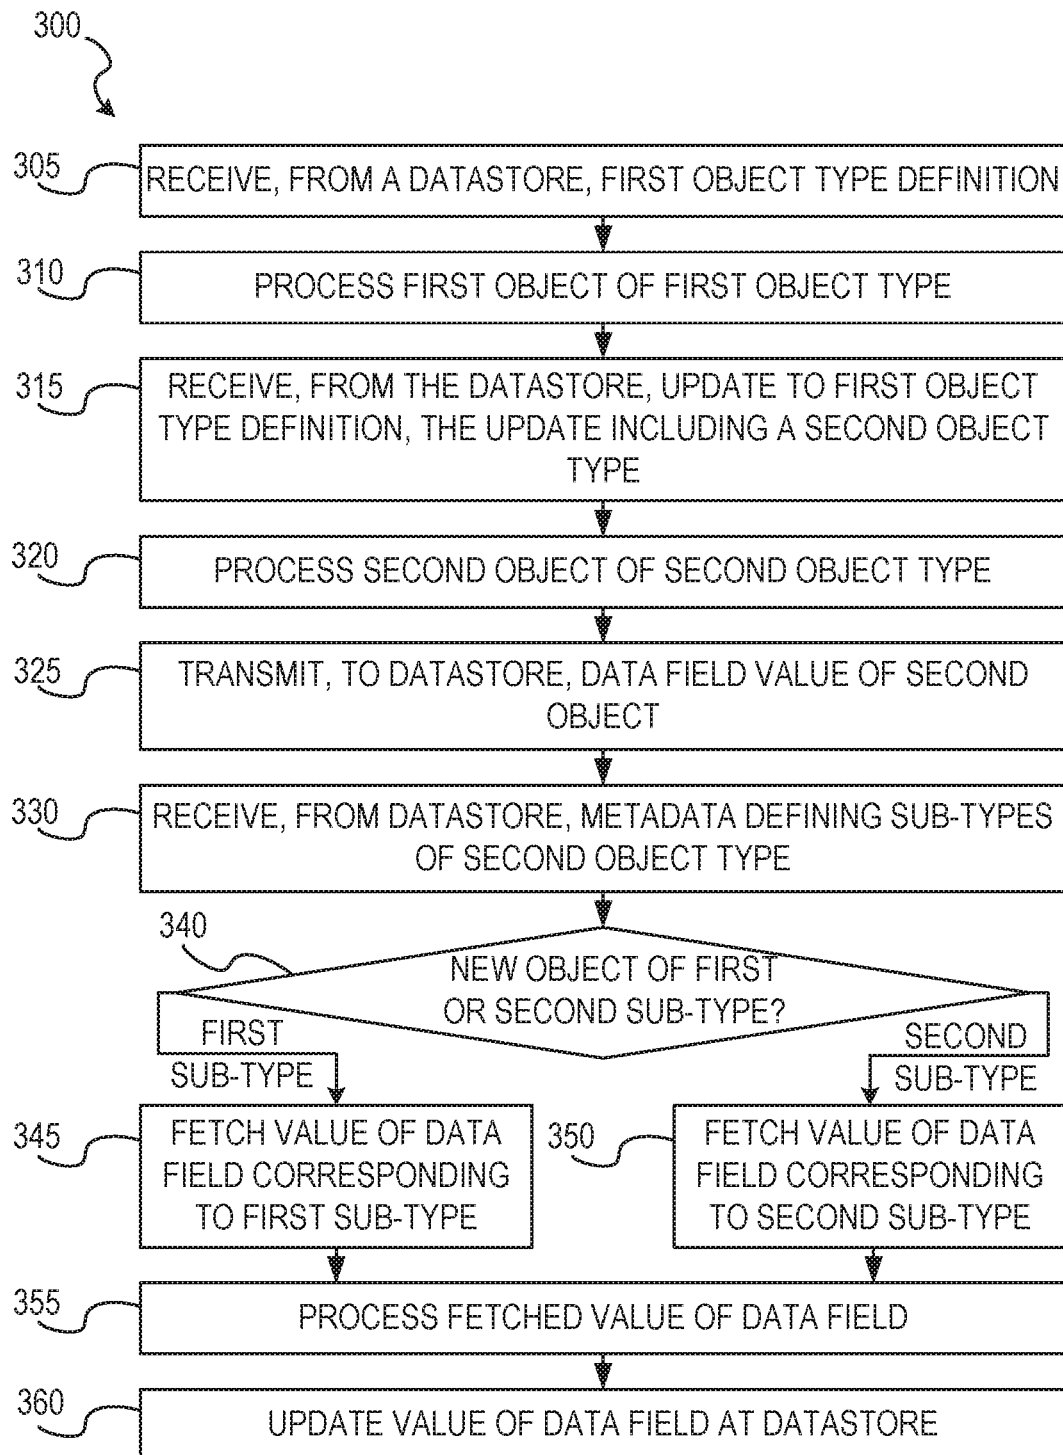 300
305
RECEIVE, FROM A DATASTORE, FIRST OBJECT TYPE DEFINITION
310
PROCESS FIRST OBJECT OF FIRST OBJECT TYPE
315
RECEIVE, FROM THE DATASTORE, UPDATE TO FIRST OBJECT
TYPE DEFINITION, THE UPDATE INCLUDING A SECOND OBJECT
TYPE
320
PROCESS SECOND OBJECT OF SECOND OBJECT TYPE
325
TRANSMIT, TO DATASTORE, DATA FIELD VALUE OF SECOND
OBJECT
330
RECEIVE, FROM DATASTORE, METADATA DEFINING SUB-TYPES
OF SECOND OBJECT TYPE
340
NEW OBJECT OF FIRST
OR SECOND SUB-TYPE?
FIRST
SUB-TYPE
SECOND
SUB-TYPE
345
FETCH VALUE OF DATA
FIELD CORRESPONDING
TO FIRST SUB-TYPE
350
FETCH VALUE OF DATA
FIELD CORRESPONDING
TO SECOND SUB-TYPE
355
PROCESS FETCHED VALUE OF DATA FIELD
360
UPDATE VALUE OF DATA FIELD AT DATASTORE